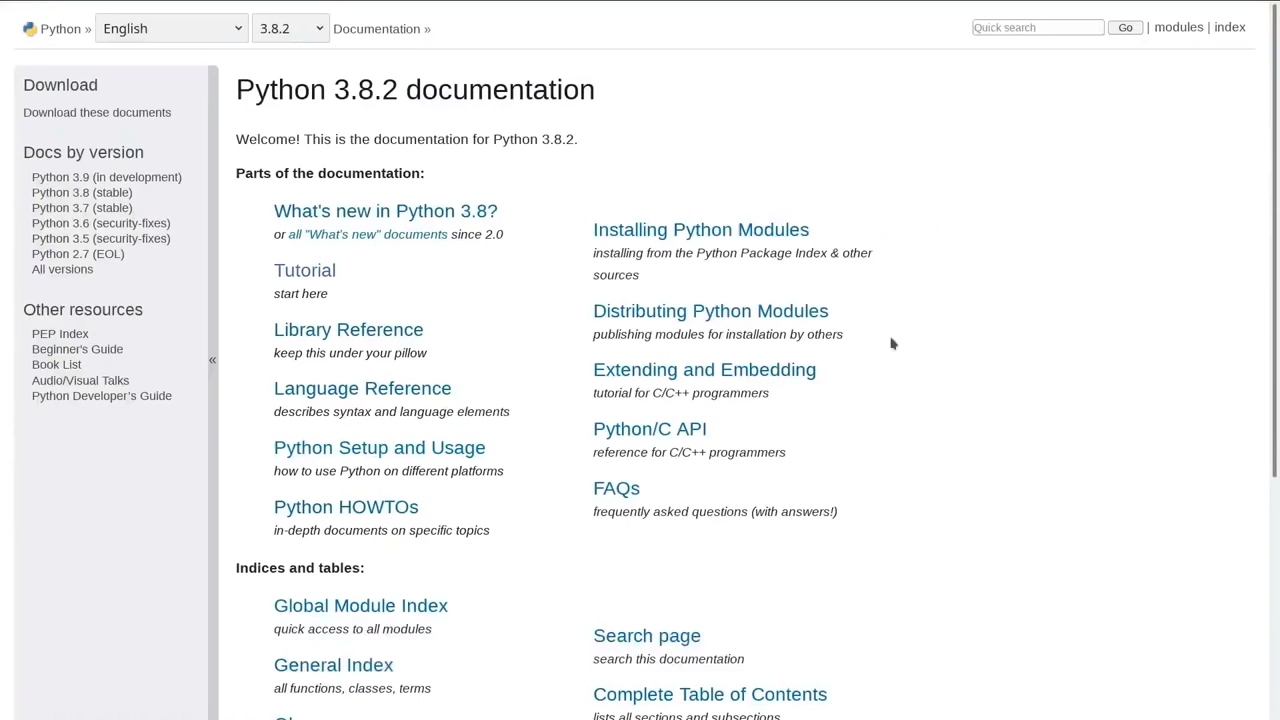 Python » English 3.8.2 Documentation » Quick search Go | modules | index
Download
Download these documents
Docs by version
Python 3.9 (in development)
Python 3.8 (stable)
Python 3.7 (stable)
Python 3.6 (security-fixes)
Python 3.5 (security-fixes)
Python 2.7 (EOL)
All versions
Other resources
PEP Index
Beginner's Guide
Book List
Audio/Visual Talks
Python Developer's Guide
«
Python 3.8.2 documentation
Welcome! This is the documentation for Python 3.8.2.
Parts of the documentation:
What's new in Python 3.8?
or all "What's new" documents since 2.0
Tutorial
start here
Library Reference
keep this under your pillow
Language Reference
describes syntax and language elements
Python Setup and Usage
how to use Python on different platforms
Python HOWTOs
in-depth documents on specific topics
Installing Python Modules
installing from the Python Package Index & other
sources
Distributing Python Modules
publishing modules for installation by others
Extending and Embedding
tutorial for C/C++ programmers
Python/C API
reference for C/C++ programmers
FAQs
frequently asked questions (with answers!)
Indices and tables:
Global Module Index
quick access to all modules
General Index
all functions, classes, terms
Search page
search this documentation
Complete Table of Contents
lists all sections and subsections